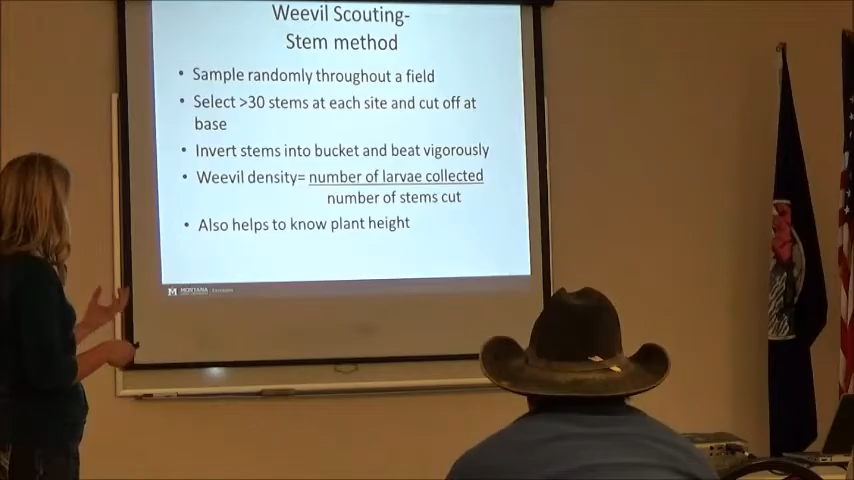 Weevil Scouting-
Stem method
• Sample randomly throughout a field
• Select >30 stems at each site and cut off at
base
• Invert stems into bucket and beat vigorously
• Weevil density= number of larvae collected
number of stems cut
• Also helps to know plant height
M MONTANA